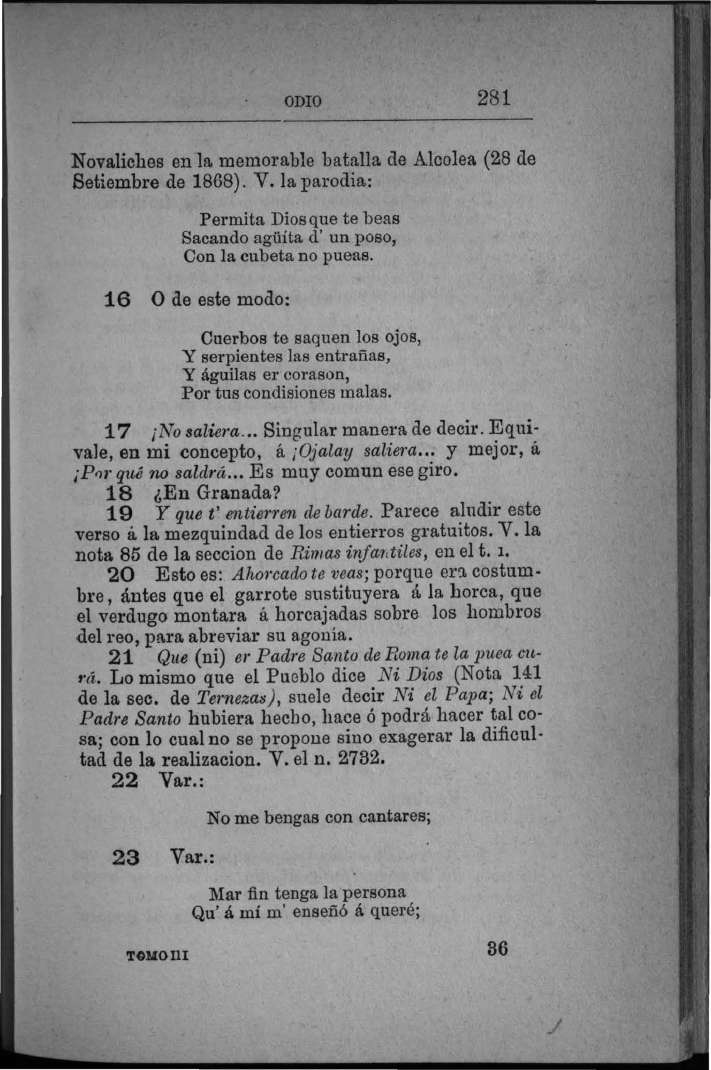 ODIO 281
Novaliches en la memorable batalla de Alcolea (28 de
Setiembre de 1868). V. la parodia:
Permita Dios que te beas
Sacando agüíta d' un poso,
Con la cubeta no pueas.
16 O de este modo:
Cuerbos te saquen los ojos,
Y serpientes las entrañas,
Y águilas er corason,
Por tus condisiones malas.
17 ¡No saliera... Singular manera de decir. Equi-
vale, en mi concepto, á ¡Ojalay saliera... y mejor, á
¡Por qué no saldrá... Es muy comun ese giro.
18 ¿En Granada?
19 Y que t' entierren de barde. Parece aludir este
verso á la mezquindad de los entierros gratuitos. V. la
nota 85 de la seccion de Rimas infantiles, en el t. I.
20 Esto es: Ahorcado te veas; porque era costum-
bre, ántes que el garrote sustituyera á la horca, que
el verdugo montara á horcajadas sobre los hombros
del reo, para abreviar su agonía.
21 Que (ni) er Padre Santo de Roma te la puea cu-
rá. Lo mismo que el Pueblo dice Ni Dios (Nota 141
de la sec. de Ternezas), suele decir Ni el Papa; Ni el
Padre Santo hubiera hecho, hace ó podrá hacer tal co-
sa; con lo cual no se propone sino exagerar la dificul-
tad de la realizacion. V. el n. 2732.
22 Var.:
No me bengas con cantares;
23 Var.:
Mar fin tenga la persona
Qu' á mí m' enseñó á queré;
TOMO III 36